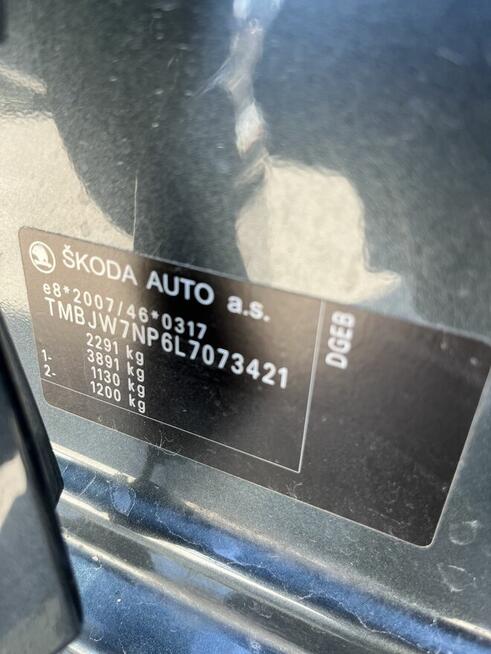 ŠKODA AUTO a.s.
e8*2007/46*0317
TMBJW7NP6L7073421
2291 kg
3891 kg
1- 1130 kg
2- 1200 kg
DGEB